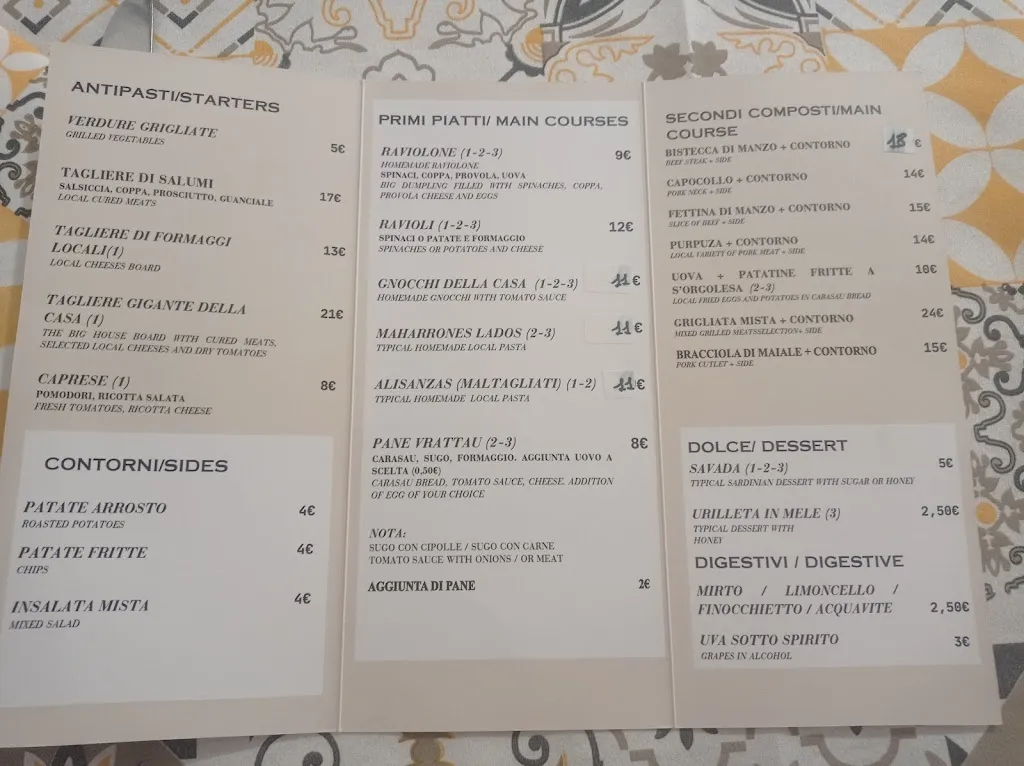 ANTIPASTI/STARTERS
VERDURE GRIGLIATE
GRILLED VEGETABLES
5€
TAGLIERE DI SALUMI
SALSICCIA, COPPA, PROSCIUTTO, GUANCIALE 17€
LOCAL CURED MEATS
TAGLIERE DI FORMAGGI
LOCALI(1) 13€
LOCAL CHEESES BOARD
TAGLIERE GIGANTE DELLA
CASA (1) 21€
THE BIG HOUSE BOARD WITH CURED MEATS,
SELECTED LOCAL CHEESES AND DRY TOMATOES
CAPRESE (1) 8€
POMODORI, RICOTTA SALATA
FRESH TOMATOES, RICOTTA CHEESE
CONTORNI/SIDES
PATATE ARROSTO 4€
ROASTED POTATOES
PATATE FRITTE 4€
CHIPS
INSALATA MISTA 4€
MIXED SALAD
PRIMI PIATTI/ MAIN COURSES
RAVIOLONE (1-2-3) 9€
HOMEMADE RAVIOLONE
SPINACI, COPPA, PROVOLA, UOVA
BIG DUMPLING FILLED WITH SPINACHES, COPPA,
PROVOLA CHEESE AND EGGS
RAVIOLI (1-2-3) 12€
SPINACI O PATATE E FORMAGGIO
SPINACHES OR POTATOES AND CHEESE
GNOCCHI DELLA CASA (1-2-3) 11€
HOMEMADE GNOCCHI WITH TOMATO SAUCE
MAHARRONES LADOS (2-3) 11€
TYPICAL HOMEMADE LOCAL PASTA
ALISANZAS (MALTAGLIATI) (1-2) 11€
TYPICAL HOMEMADE LOCAL PASTA
PANE VRATTAU (2-3) 8€
CARASAU, SUGO, FORMAGGIO. AGGIUNTA UOVO A
SCELTA (0,50€)
CARASAU BREAD, TOMATO SAUCE, CHEESE. ADDITION
OF EGG OF YOUR CHOICE
NOTA:
SUGO CON CIPOLLE / SUGO CON CARNE
TOMATO SAUCE WITH ONIONS / OR MEAT
AGGIUNTA DI PANE 2€
SECONDI COMPOSTI/MAIN
COURSE
BISTECCA DI MANZO + CONTORNO 18 €
BEEF STEAK + SIDE
CAPOCOLLO + CONTORNO 14€
PORK NECK + SIDE
FETTINA DI MANZO + CONTORNO 15€
SLICE OF BEEF + SIDE
PURPUZA + CONTORNO 14€
LOCAL VARIETY OF PORK MEAT + SIDE
UOVA + PATATINE FRITTE A 10€
S'ORGOLESA (2-3)
LOCAL FRIED EGGS AND POTATOES IN CARASAU BREAD
GRIGLIATA MISTA + CONTORNO 24€
MIXED GRILLED MEATSSELECTION+ SIDE
BRACCIOLA DI MAIALE + CONTORNO 15€
PORK CUTLET + SIDE
DOLCE/ DESSERT
SAVADA (1-2-3) 5€
TYPICAL SARDINIAN DESSERT WITH SUGAR OR HONEY
URILLETA IN MELE (3) 2,50€
TYPICAL DESSERT WITH
HONEY
DIGESTIVI / DIGESTIVE
MIRTO / LIMONCELLO /
FINOCCHIETTO / ACQUAVITE 2,50€
UVA SOTTO SPIRITO 3€
GRAPES IN ALCOHOL